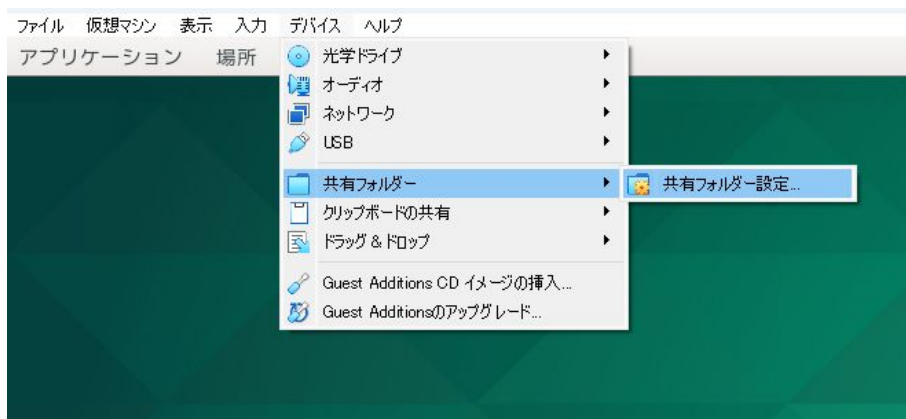 ファイル 仮想マシン 表示 入力 デバイス ヘルプ
アプリケーション 場所
光学ドライブ
オーディオ
ネットワーク
USB
共有フォルダー
共有フォルダー設定...
クリップボードの共有
ドラッグ & ドロップ
Guest Additions CD イメージの挿入...
Guest Additionsのアップグレード...